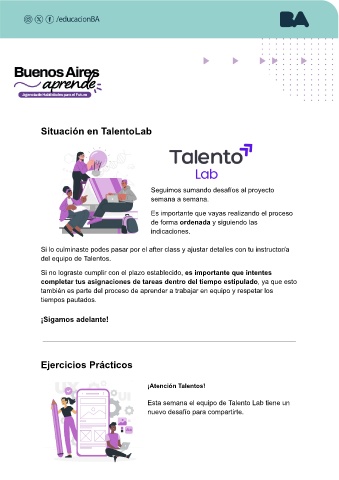 /educacionBA
BA
Buenos Aires
aprende
Agencia de Habilidades para el Futuro
Situación en TalentoLab
Talento
Lab
Seguimos sumando desafíos al proyecto
semana a semana.
Es importante que vayas realizando el proceso
de forma ordenada y siguiendo las
indicaciones.
Si lo culminaste podes pasar por el after class y ajustar detalles con tu instructor/a
del equipo de Talentos.
Si no lograste cumplir con el plazo establecido, es importante que intentes
completar tus asignaciones de tareas dentro del tiempo estipulado, ya que esto
también es parte del proceso de aprender a trabajar en equipo y respetar los
tiempos pautados.
¡Sigamos adelante!
Ejercicios Prácticos
UX
¡Atención Talentos!
Esta semana el equipo de Talento Lab tiene un
nuevo desafío para compartirte.